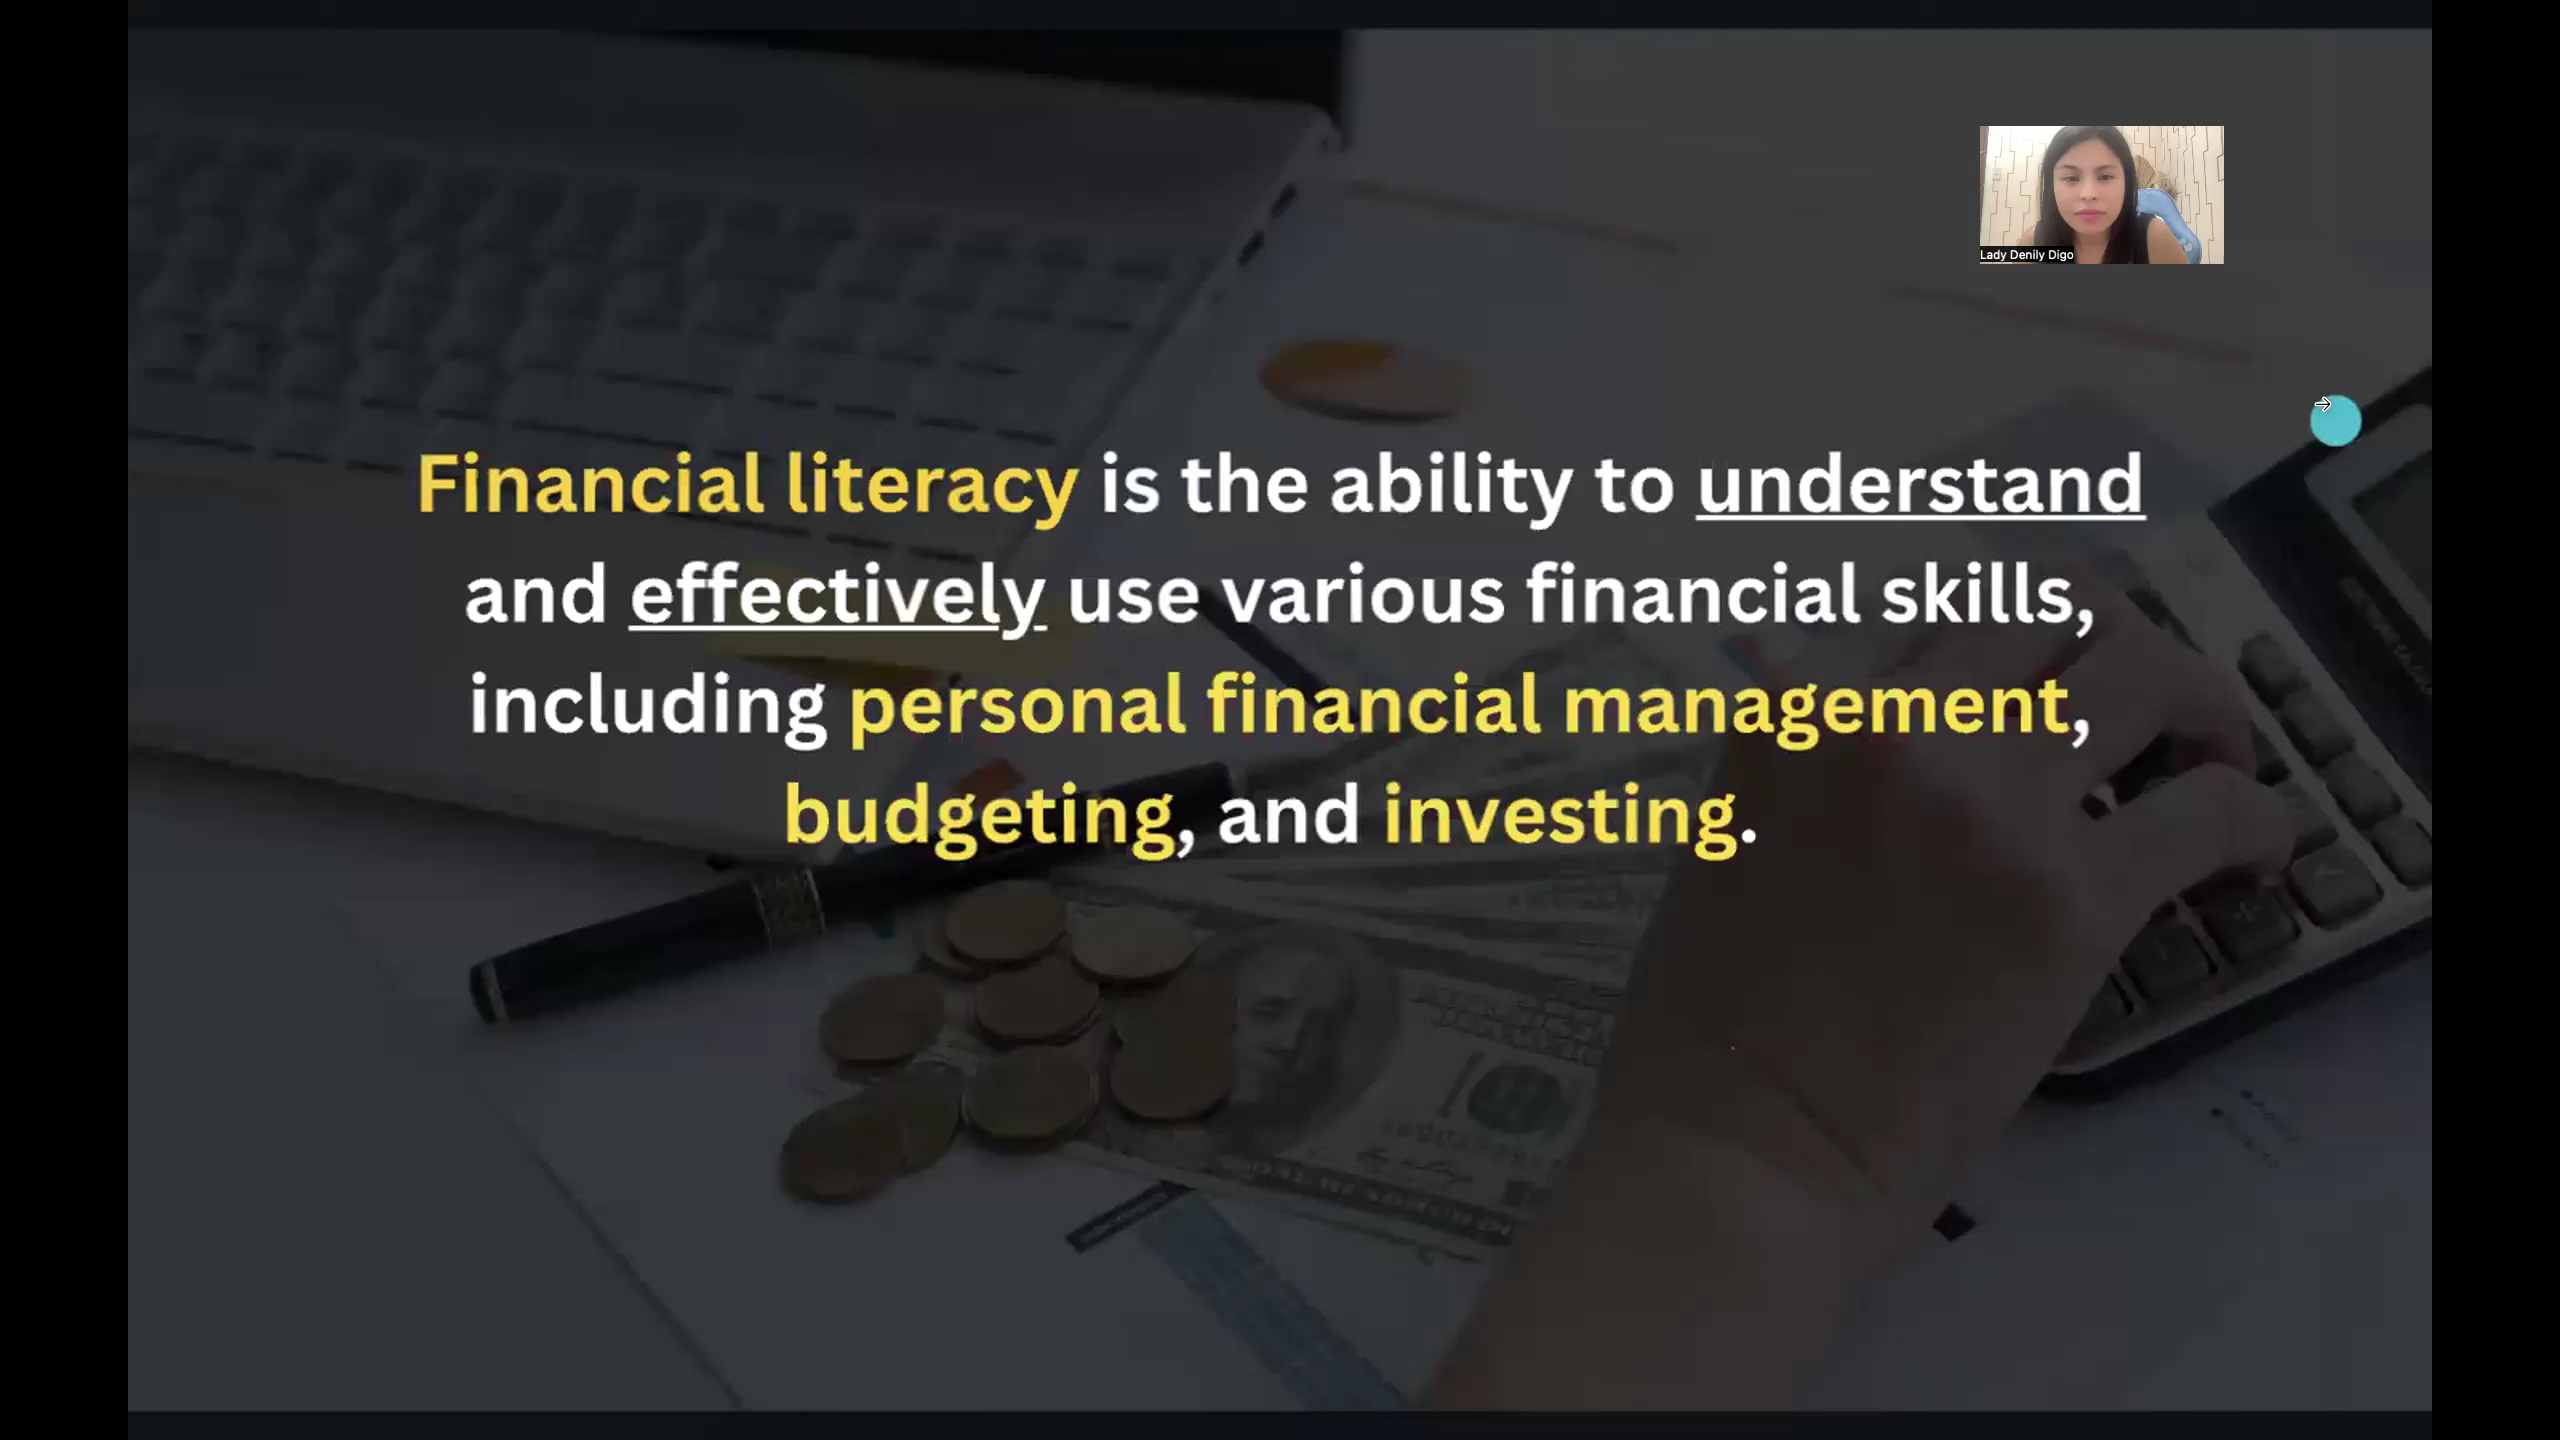 Lady Denily Digo
Financial literacy is the ability to understand
and effectively use various financial skills,
including personal financial management,
budgeting, and investing.